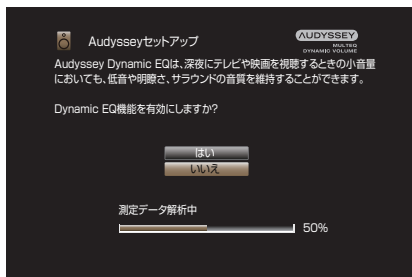 Audysseyセットアップ
AUDYSSEY
MULTEQ
DYNAMIC VOLUME
Audyssey Dynamic EQは、深夜にテレビや映画を視聴するときの小音量
においても、低音や明瞭さ、サラウンドの音質を維持することができます。
Dynamic EQ機能を有効にしますか?
はい
いいえ
測定データ解析中
50%